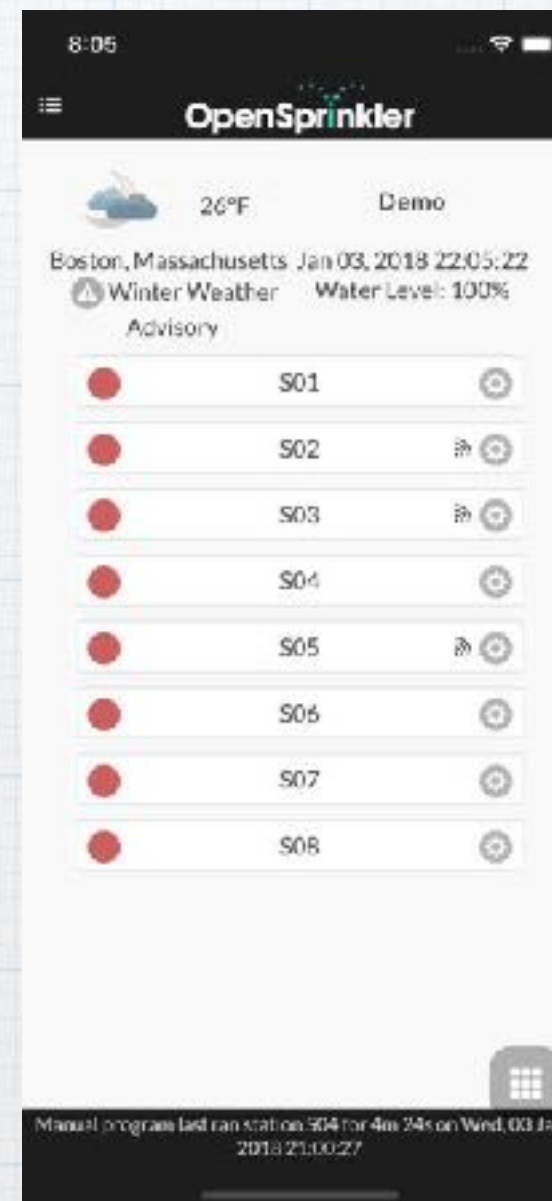 8:05
OpenSprinkler
26°F Demo
Boston, Massachusetts Jan 03, 2018 22:05:22
Winter Weather Water Level: 100%
Advisory
S01
S02
S03
S04
S05
S06
S07
S08
Manual program last ran station S04 for 4m 24s on Wed, 03 Ja
2018 21:00:27